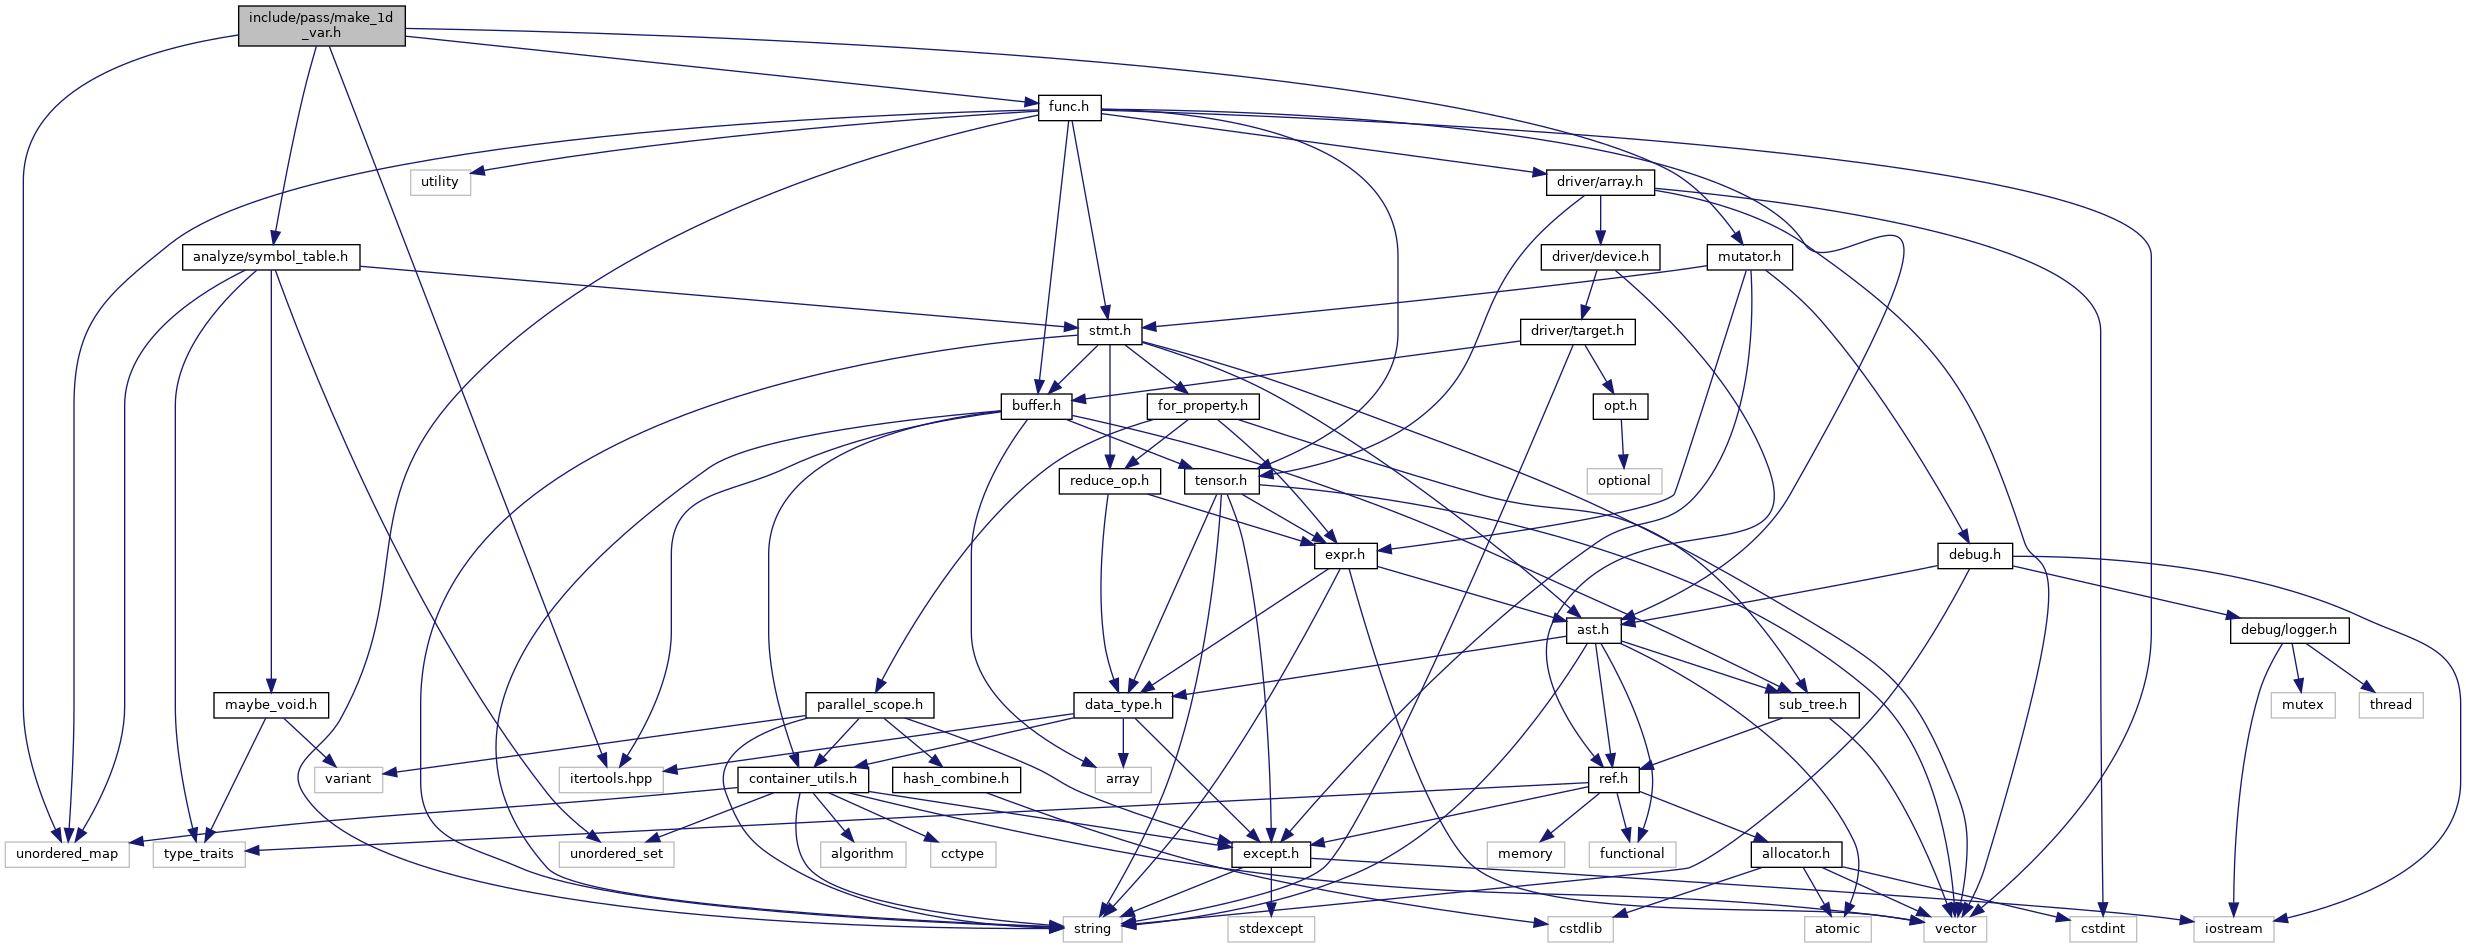 include/pass/make_1d
_var.h
func.h
utility
driver/array.h
analyze/symbol_table.h
driver/device.h
mutator.h
stmt.h
driver/target.h
buffer.h
for_property.h
opt.h
reduce_op.h
tensor.h
optional
expr.h
debug.h
ast.h
debug/logger.h
maybe_void.h
parallel_scope.h
data_type.h
sub_tree.h
mutex
thread
variant
itertools.hpp
container_utils.h
hash_combine.h
array
ref.h
unordered_map
type_traits
unordered_set
algorithm
cctype
except.h
memory
functional
allocator.h
string
stdexcept
cstdlib
atomic
vector
cstdint
iostream